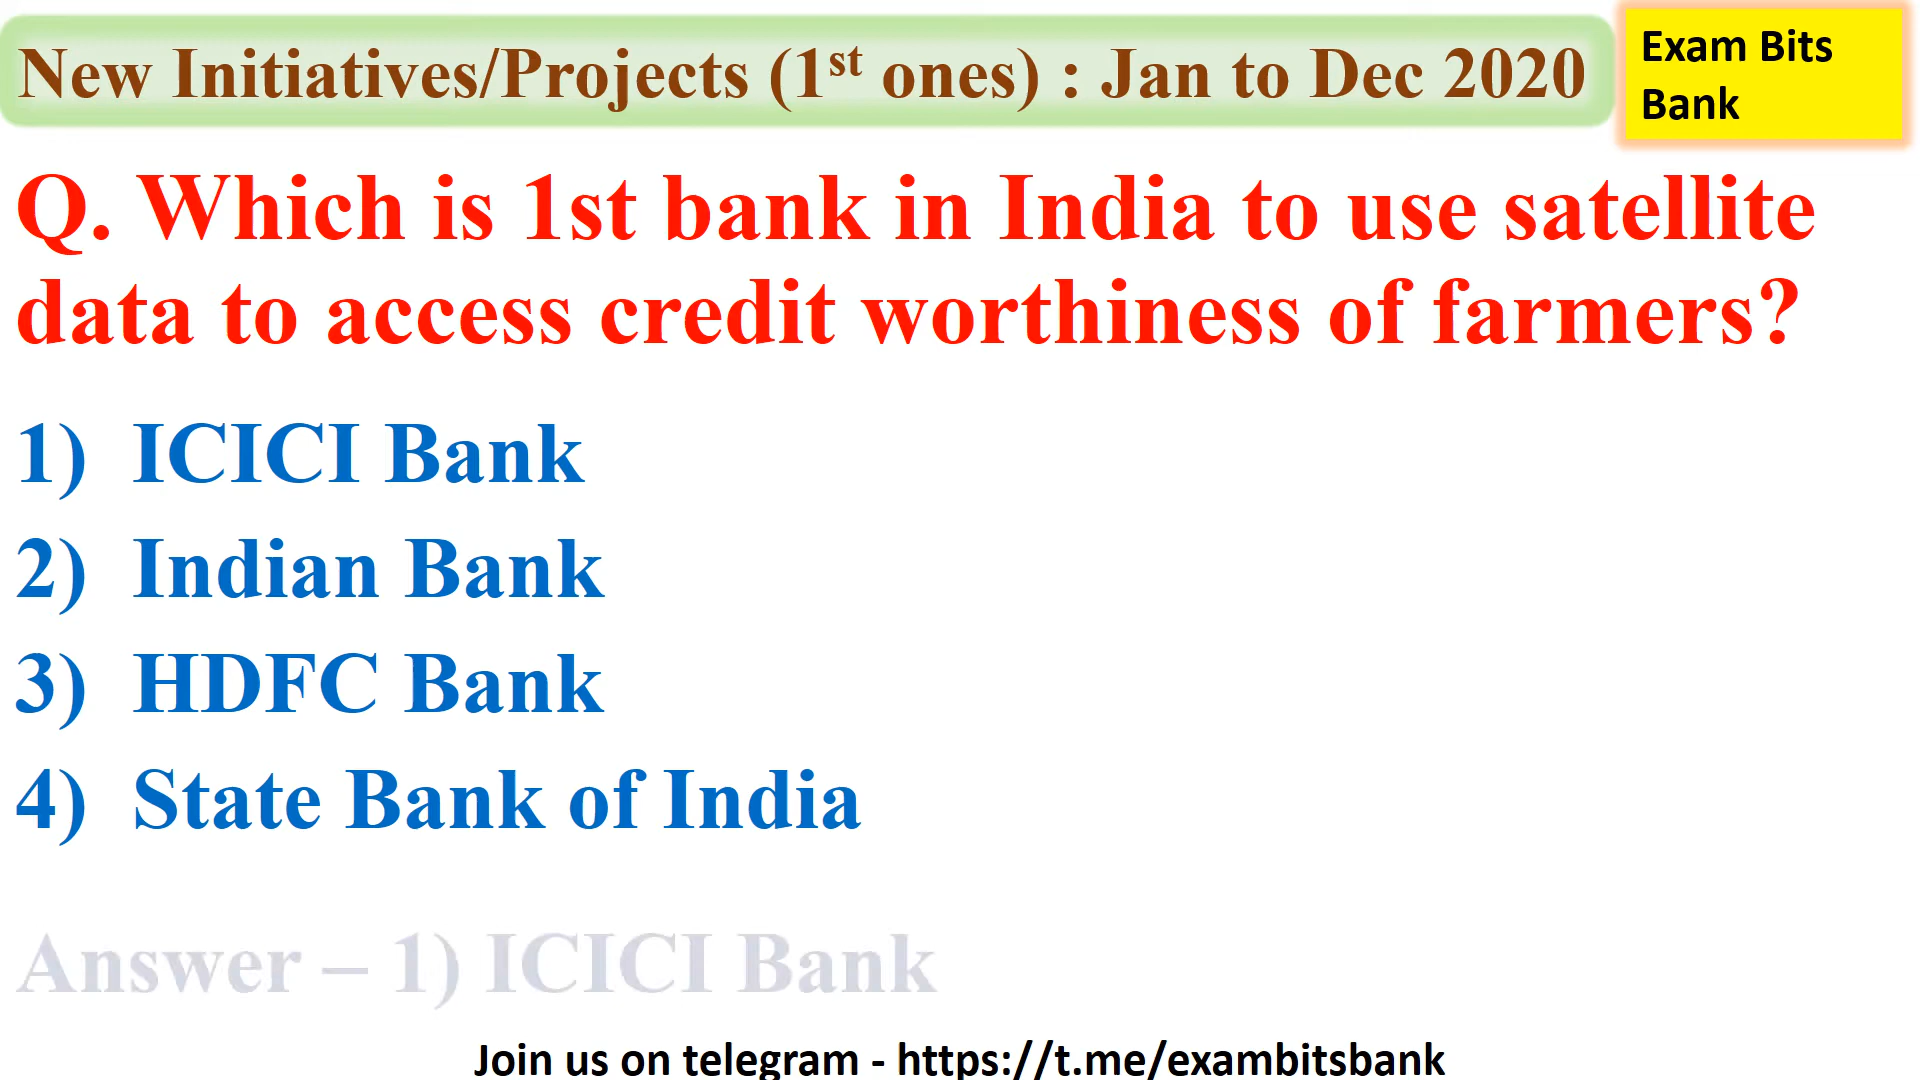 New Initiatives/Projects (1st ones) : Jan to Dec 2020
Exam Bits
Bank
Q. Which is 1st bank in India to use satellite
data to access credit worthiness of farmers?
1) ICICI Bank
2) Indian Bank
3) HDFC Bank
4) State Bank of India
Answer – 1) ICICI Bank
Join us on telegram - https://t.me/exambitsbank